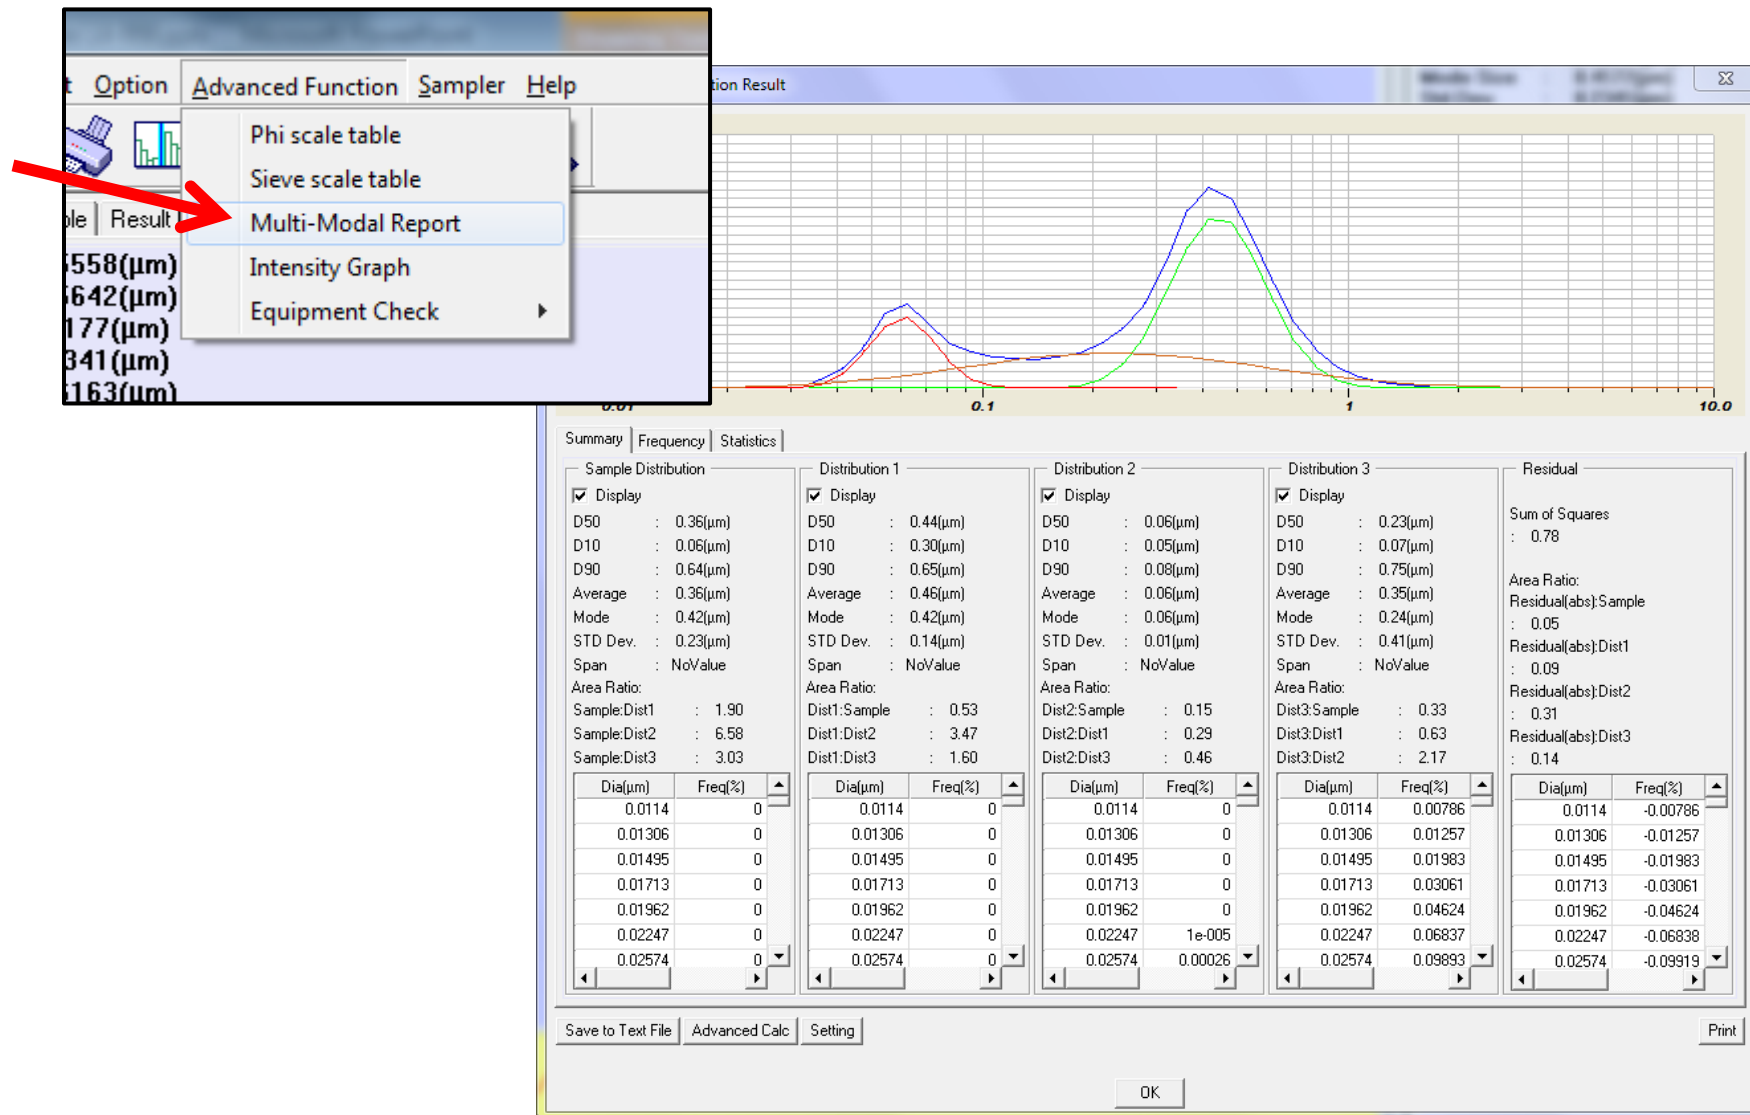 t Option Advanced Function Sampler Help
Phi scale table
Sieve scale table
Multi-Modal Report
Intensity Graph
Equipment Check
ple Result
5558(µm)
5642(µm)
177(µm)
341(µm)
5163(µm)
tion Result
0.01 0.1 1 10.0
Summary Frequency Statistics
Sample Distribution
Display
D50 : 0.36(µm)
D10 : 0.06(µm)
D90 : 0.64(µm)
Average : 0.36(µm)
Mode : 0.42(µm)
STD Dev. : 0.23(µm)
Span : NoValue
Area Ratio:
Sample:Dist1 : 1.90
Sample:Dist2 : 6.58
Sample:Dist3 : 3.03
Dia(µm) Freq(%)
0.0114 0
0.01306 0
0.01495 0
0.01713 0
0.01962 0
0.02247 0
0.02574 0
Distribution 1
Display
D50 : 0.44(µm)
D10 : 0.30(µm)
D90 : 0.65(µm)
Average : 0.46(µm)
Mode : 0.42(µm)
STD Dev. : 0.14(µm)
Span : NoValue
Area Ratio:
Dist1:Sample : 0.53
Dist1:Dist2 : 3.47
Dist1:Dist3 : 1.60
Dia(µm) Freq(%)
0.0114 0
0.01306 0
0.01495 0
0.01713 0
0.01962 0
0.02247 0
0.02574 0
Distribution 2
Display
D50 : 0.06(µm)
D10 : 0.05(µm)
D90 : 0.08(µm)
Average : 0.06(µm)
Mode : 0.06(µm)
STD Dev. : 0.01(µm)
Span : NoValue
Area Ratio:
Dist2:Sample : 0.15
Dist2:Dist1 : 0.29
Dist2:Dist3 : 0.46
Dia(µm) Freq(%)
0.0114 0
0.01306 0
0.01495 0
0.01713 0
0.01962 0
0.02247 1e-005
0.02574 0.00026
Distribution 3
Display
D50 : 0.23(µm)
D10 : 0.07(µm)
D90 : 0.75(µm)
Average : 0.35(µm)
Mode : 0.24(µm)
STD Dev. : 0.41(µm)
Span : NoValue
Area Ratio:
Dist3:Sample : 0.33
Dist3:Dist1 : 0.63
Dist3:Dist2 : 2.17
Dia(µm) Freq(%)
0.0114 0.00786
0.01306 0.01257
0.01495 0.01983
0.01713 0.03061
0.01962 0.04624
0.02247 0.06837
0.02574 0.09893
Residual
Sum of Squares
: 0.78
Area Ratio:
Residual(abs):Sample
: 0.05
Residual(abs):Dist1
: 0.09
Residual(abs):Dist2
: 0.31
Residual(abs):Dist3
: 0.14
Dia(µm) Freq(%)
0.0114 -0.00786
0.01306 -0.01257
0.01495 -0.01983
0.01713 -0.03061
0.01962 -0.04624
0.02247 -0.06838
0.02574 -0.09919
Save to Text File Advanced Calc Setting Print
OK